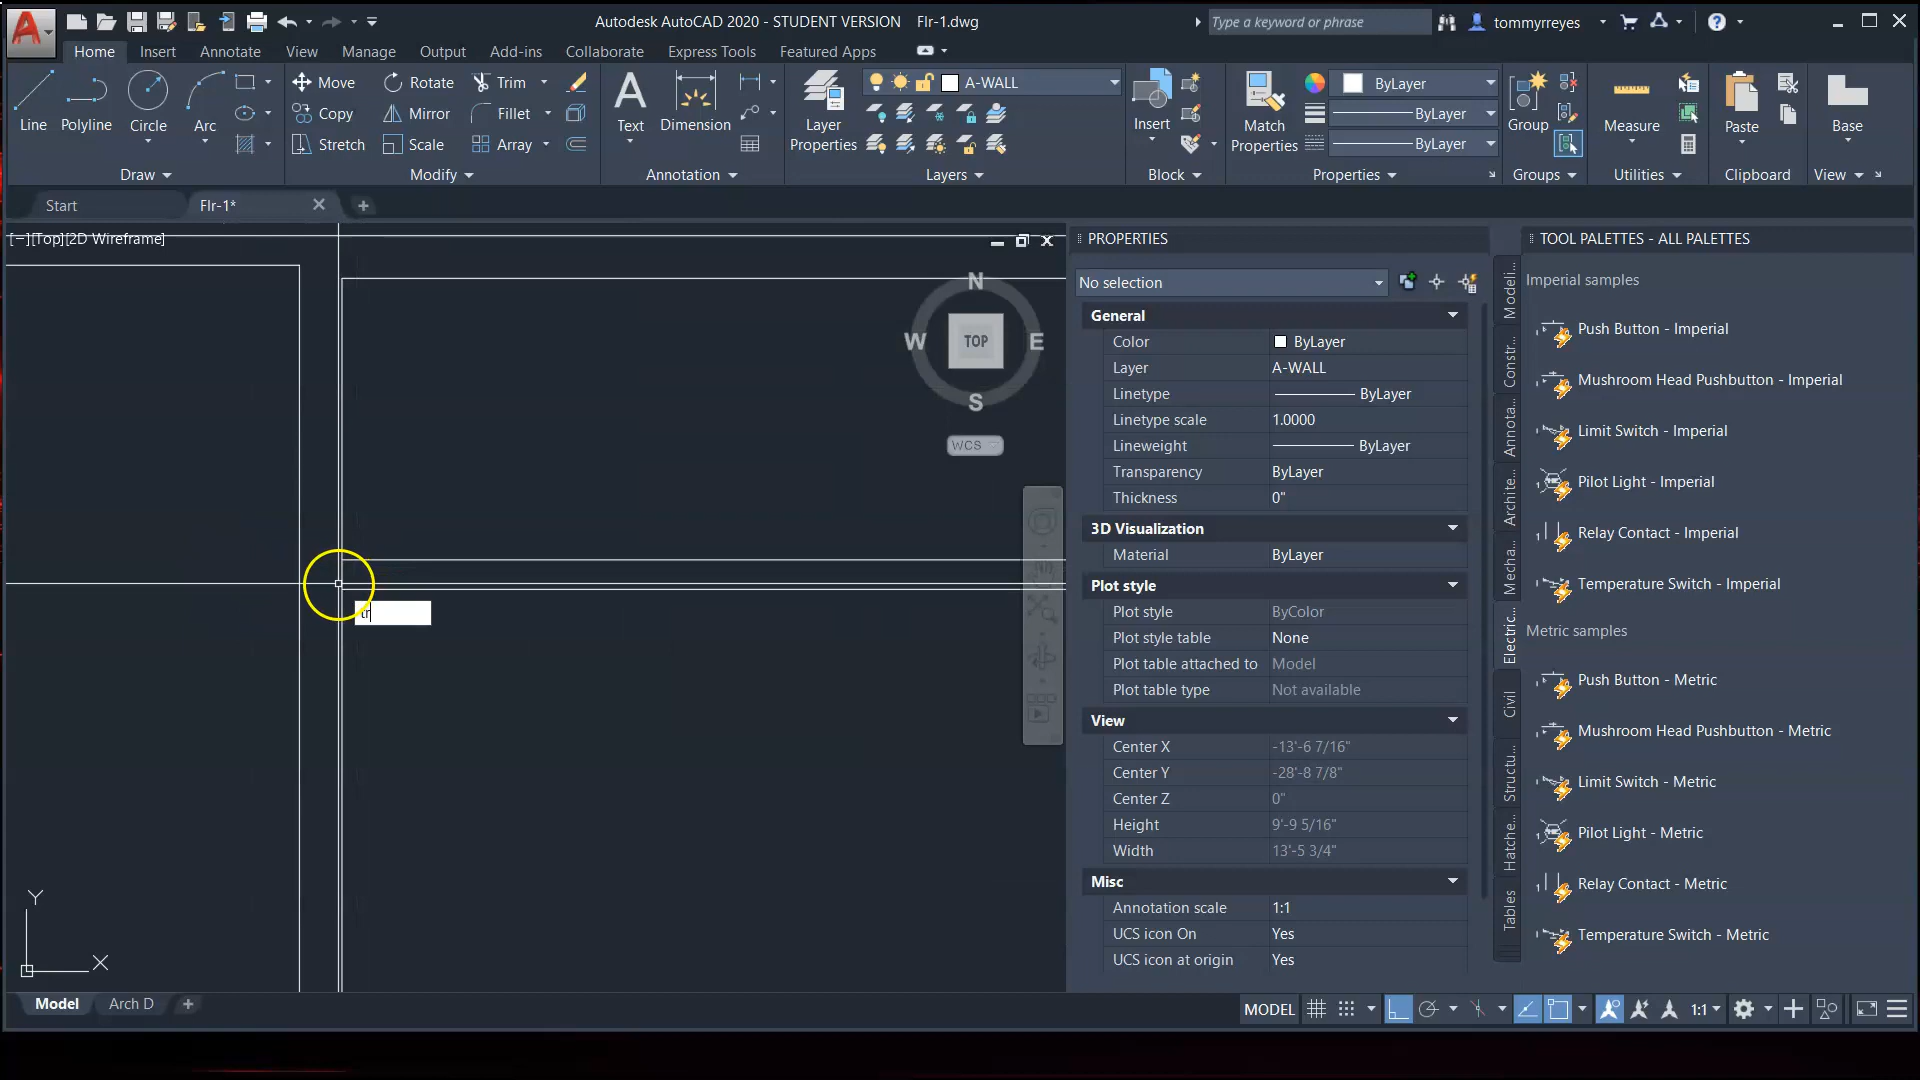 Autodesk AutoCAD 2020 - STUDENT VERSION Flr-1.dwg
Type a keyword or phrase
tommyrreyes
Home Insert Annotate View Manage Output Add-ins Collaborate Express Tools Featured Apps
Line
Polyline
Circle
Arc
Move
Rotate
Trim
Copy
Mirror
Fillet
Stretch
Scale
Array
Text
Dimension
Layer
Properties
A-WALL
Insert
Match
Properties
ByLayer
ByLayer
ByLayer
Group
Measure
Paste
Base
Draw
Modify
Annotation
Layers
Block
Properties
Groups
Utilities
Clipboard
View
Start
Flr-1*
[−][Top][2D Wireframe]
N
W
TOP
E
S
WCS
Y
X
PROPERTIES
No selection
General
Color ByLayer
Layer A-WALL
Linetype ByLayer
Linetype scale 1.0000
Lineweight ByLayer
Transparency ByLayer
Thickness 0"
3D Visualization
Material ByLayer
Plot style
Plot style ByColor
Plot style table None
Plot table attached to Model
Plot table type Not available
View
Center X -13'-6 7/16"
Center Y -28'-8 7/8"
Center Z 0"
Height 9'-9 5/16"
Width 13'-5 3/4"
Misc
Annotation scale 1:1
UCS icon On Yes
UCS icon at origin Yes
Modeli...
Constr...
Annota...
Archite...
Mecha...
Electric...
Civil
Structu...
Hatche...
Tables
TOOL PALETTES - ALL PALETTES
Imperial samples
Push Button - Imperial
Mushroom Head Pushbutton - Imperial
Limit Switch - Imperial
Pilot Light - Imperial
Relay Contact - Imperial
Temperature Switch - Imperial
Metric samples
Push Button - Metric
Mushroom Head Pushbutton - Metric
Limit Switch - Metric
Pilot Light - Metric
Relay Contact - Metric
Temperature Switch - Metric
Model
Arch D
MODEL
1:1